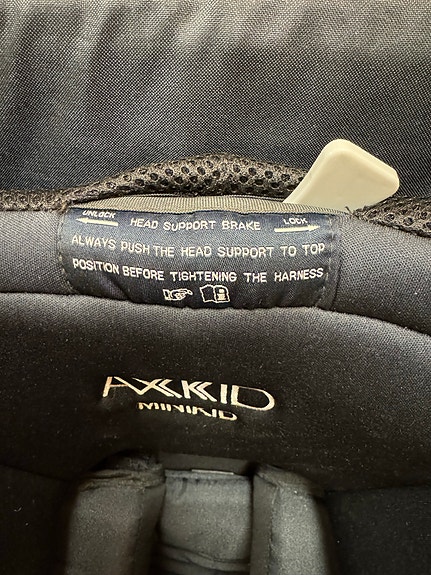 UNLOCK HEAD SUPPORT BRAKE LOCK
ALWAYS PUSH THE HEAD SUPPORT TO TOP
POSITION BEFORE TIGHTENING THE HARNESS
AXKID
MINIKID